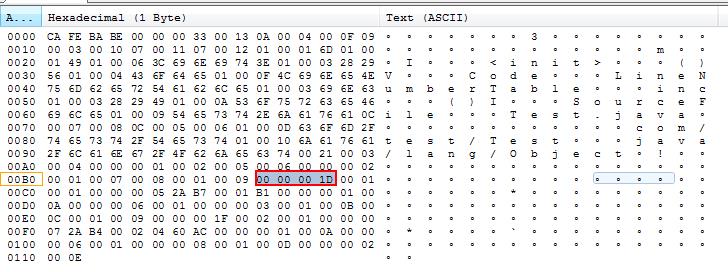 A... Hexadecimal (1 Byte) Text (ASCII)
0000 CA FE BA BE 00 00 00 33 00 13 0A 00 04 00 0F 09 ∘ ∘ ∘ ∘ ∘ ∘ ∘ 3 ∘ ∘ ∘ ∘ ∘ ∘ ∘ ∘
0010 00 03 00 10 07 00 11 07 00 12 01 00 01 6D 01 00 ∘ ∘ ∘ ∘ ∘ ∘ ∘ ∘ ∘ ∘ ∘ ∘ ∘ m ∘ ∘
0020 01 49 01 00 06 3C 69 6E 69 74 3E 01 00 03 28 29 ∘ I ∘ ∘ ∘ < i n i t > ∘ ∘ ∘ ( )
0030 56 01 00 04 43 6F 64 65 01 00 0F 4C 69 6E 65 4E V ∘ ∘ ∘ C o d e ∘ ∘ ∘ L i n e N
0040 75 6D 62 65 72 54 61 62 6C 65 01 00 03 69 6E 63 u m b e r T a b l e ∘ ∘ ∘ i n c
0050 01 00 03 28 29 49 01 00 0A 53 6F 75 72 63 65 46 ∘ ∘ ∘ ( ) I ∘ ∘ ∘ S o u r c e F
0060 69 6C 65 01 00 09 54 65 73 74 2E 6A 61 76 61 0C i l e ∘ ∘ ∘ T e s t . j a v a ∘
0070 00 07 00 08 0C 00 05 00 06 01 00 0D 63 6F 6D 2F ∘ ∘ ∘ ∘ ∘ ∘ ∘ ∘ ∘ ∘ ∘ ∘ c o m /
0080 74 65 73 74 2F 54 65 73 74 01 00 10 6A 61 76 61 t e s t / T e s t ∘ ∘ ∘ j a v a
0090 2F 6C 61 6E 67 2F 4F 62 6A 65 63 74 00 21 00 03 / l a n g / O b j e c t ∘ ! ∘ ∘
00A0 00 04 00 00 00 01 00 02 00 05 00 06 00 00 00 02 ∘ ∘ ∘ ∘ ∘ ∘ ∘ ∘ ∘ ∘ ∘ ∘ ∘ ∘ ∘ ∘
00B0 00 01 00 07 00 08 00 01 00 09 00 00 00 1D 00 01 ∘ ∘ ∘ ∘ ∘ ∘ ∘ ∘ ∘ ∘ ∘ ∘ ∘ ∘ ∘ ∘
00C0 00 01 00 00 00 05 2A B7 00 01 B1 00 00 00 01 00 ∘ ∘ ∘ ∘ ∘ ∘ * ∘ ∘ ∘ ∘ ∘ ∘ ∘ ∘ ∘
00D0 0A 00 00 00 06 00 01 00 00 00 03 00 01 00 0B 00 ∘ ∘ ∘ ∘ ∘ ∘ ∘ ∘ ∘ ∘ ∘ ∘ ∘ ∘ ∘ ∘
00E0 0C 00 01 00 09 00 00 00 1F 00 02 00 01 00 00 00 ∘ ∘ ∘ ∘ ∘ ∘ ∘ ∘ ∘ ∘ ∘ ∘ ∘ ∘ ∘ ∘
00F0 07 2A B4 00 02 04 60 AC 00 00 00 01 00 0A 00 00 ∘ * ∘ ∘ ∘ ∘ ` ∘ ∘ ∘ ∘ ∘ ∘ ∘ ∘ ∘
0100 00 06 00 01 00 00 00 08 00 01 00 0D 00 00 00 02 ∘ ∘ ∘ ∘ ∘ ∘ ∘ ∘ ∘ ∘ ∘ ∘ ∘ ∘ ∘ ∘
0110 00 0E ∘ ∘